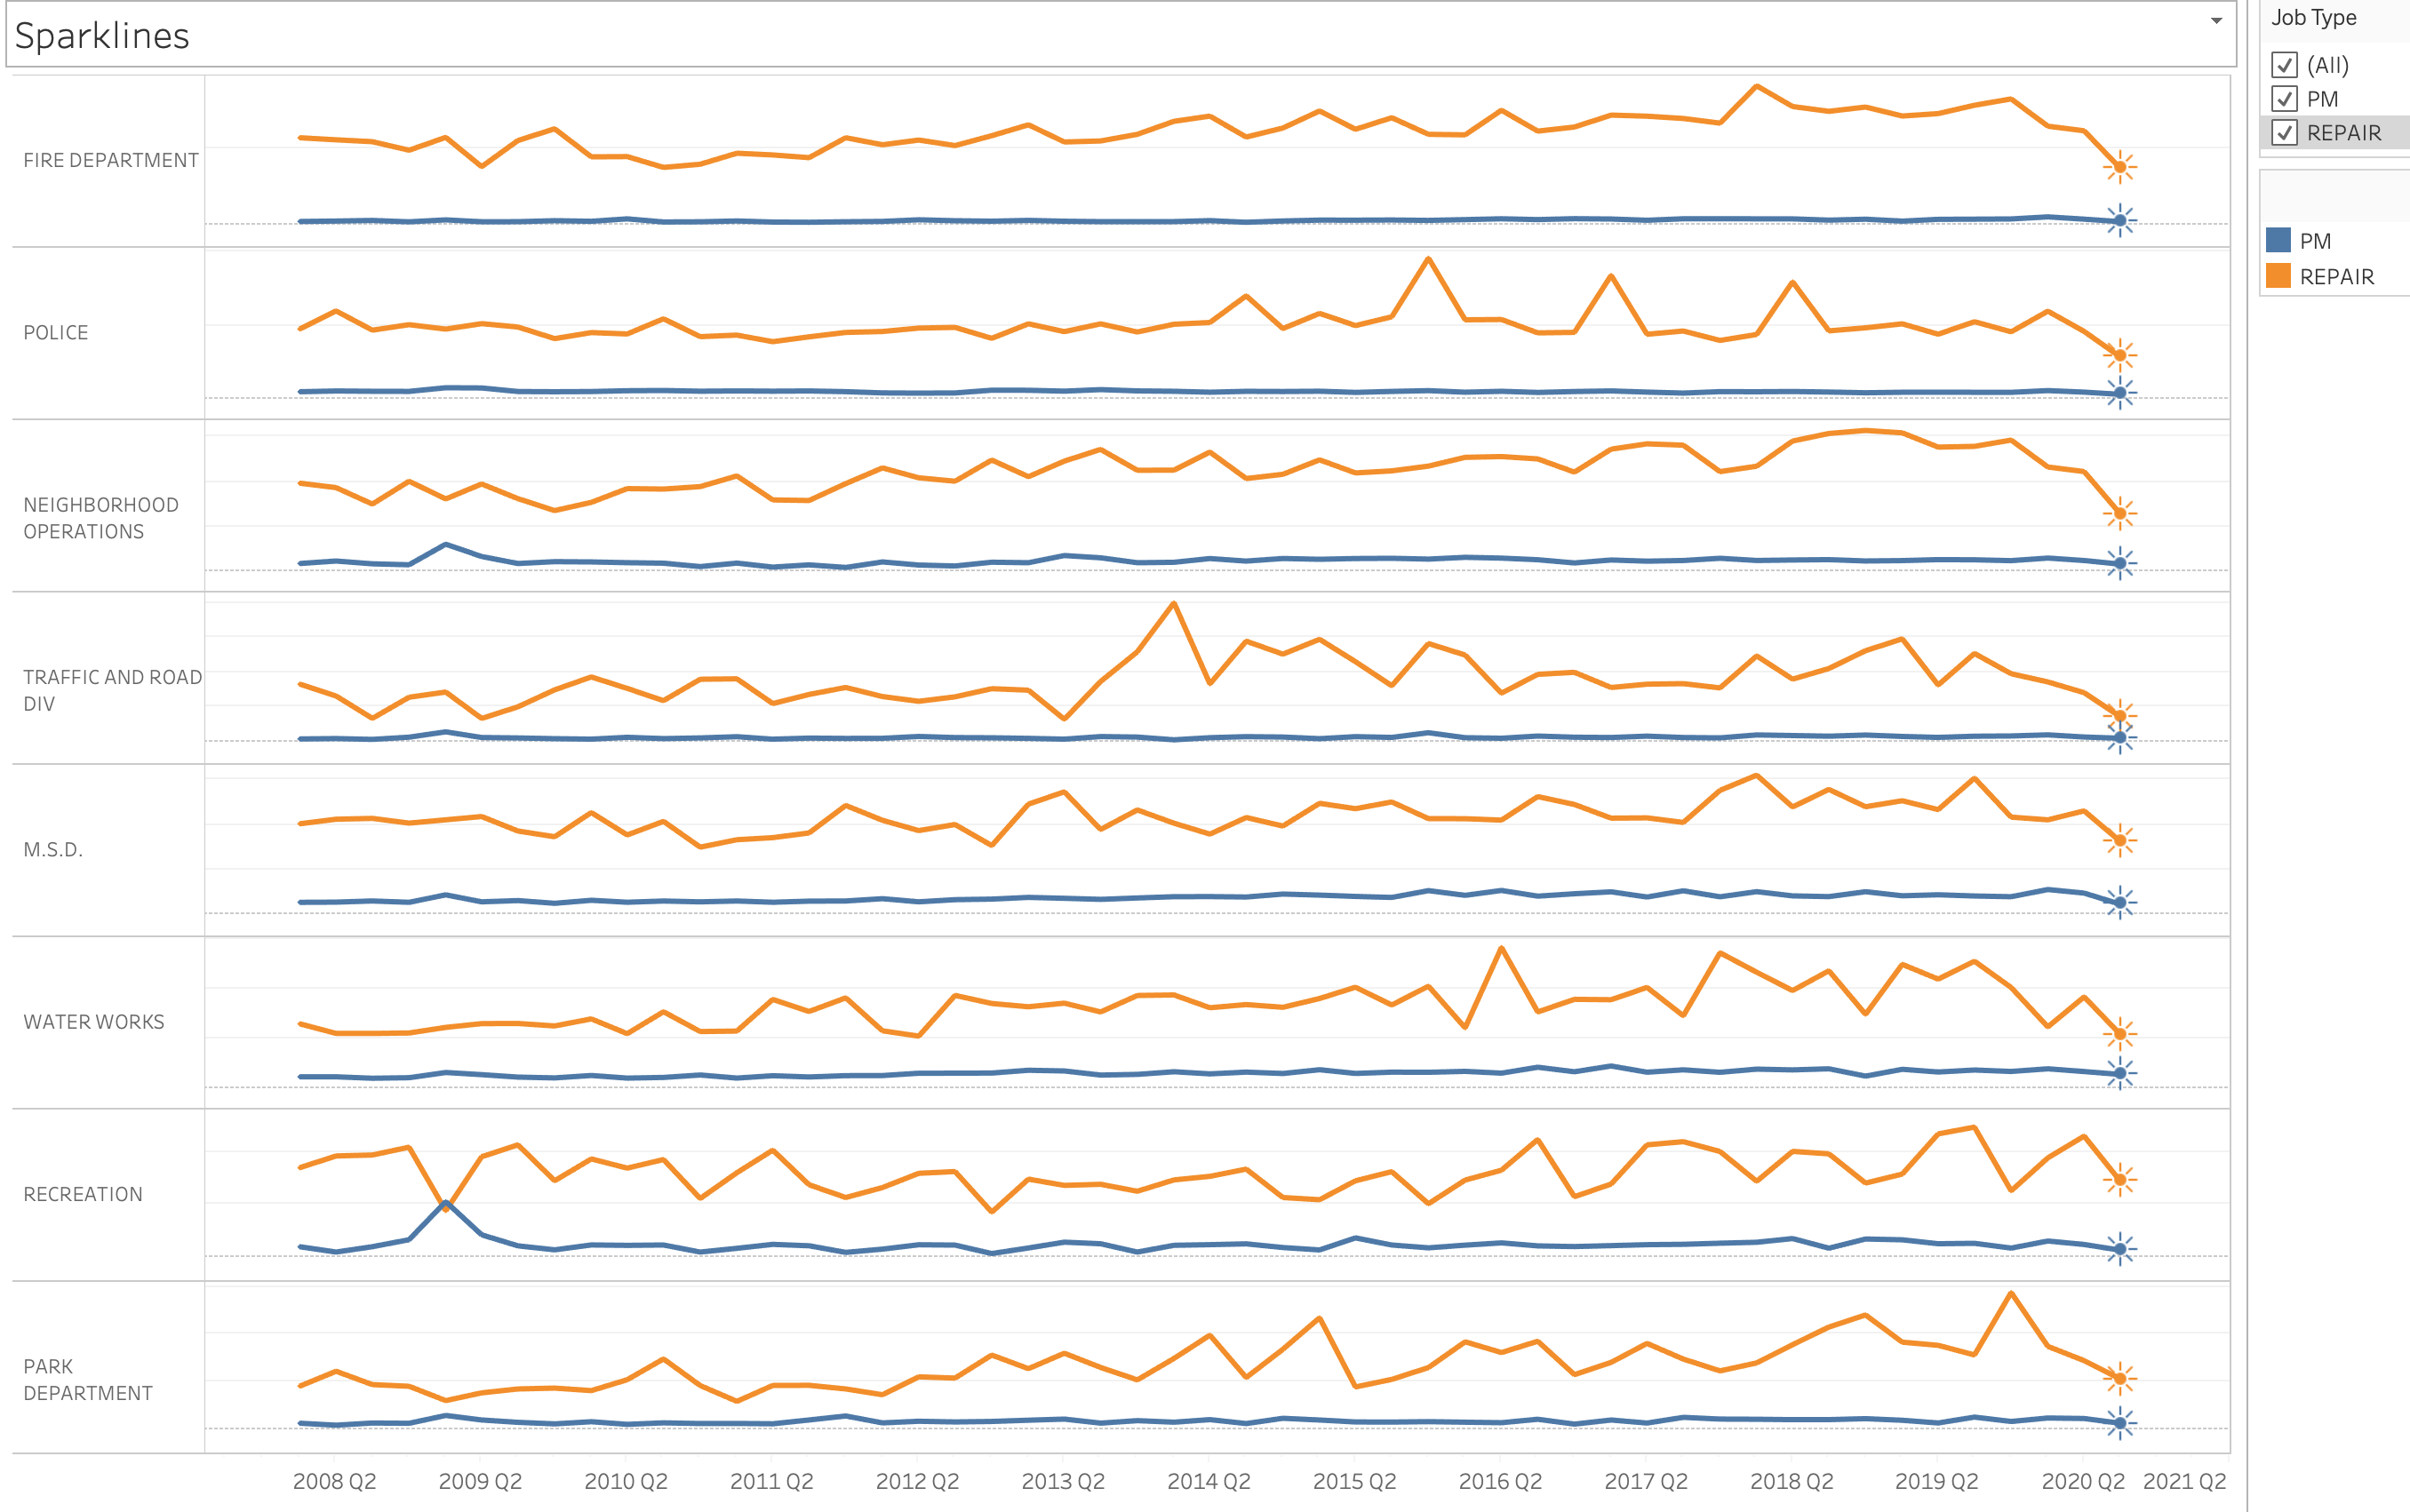 Sparklines
Job Type
(All)
PM
REPAIR
PM
REPAIR
FIRE DEPARTMENT
POLICE
NEIGHBORHOOD
OPERATIONS
TRAFFIC AND ROAD
DIV
M.S.D.
WATER WORKS
RECREATION
PARK
DEPARTMENT
2008 Q2 2009 Q2 2010 Q2 2011 Q2 2012 Q2 2013 Q2 2014 Q2 2015 Q2 2016 Q2 2017 Q2 2018 Q2 2019 Q2 2020 Q2 2021 Q2